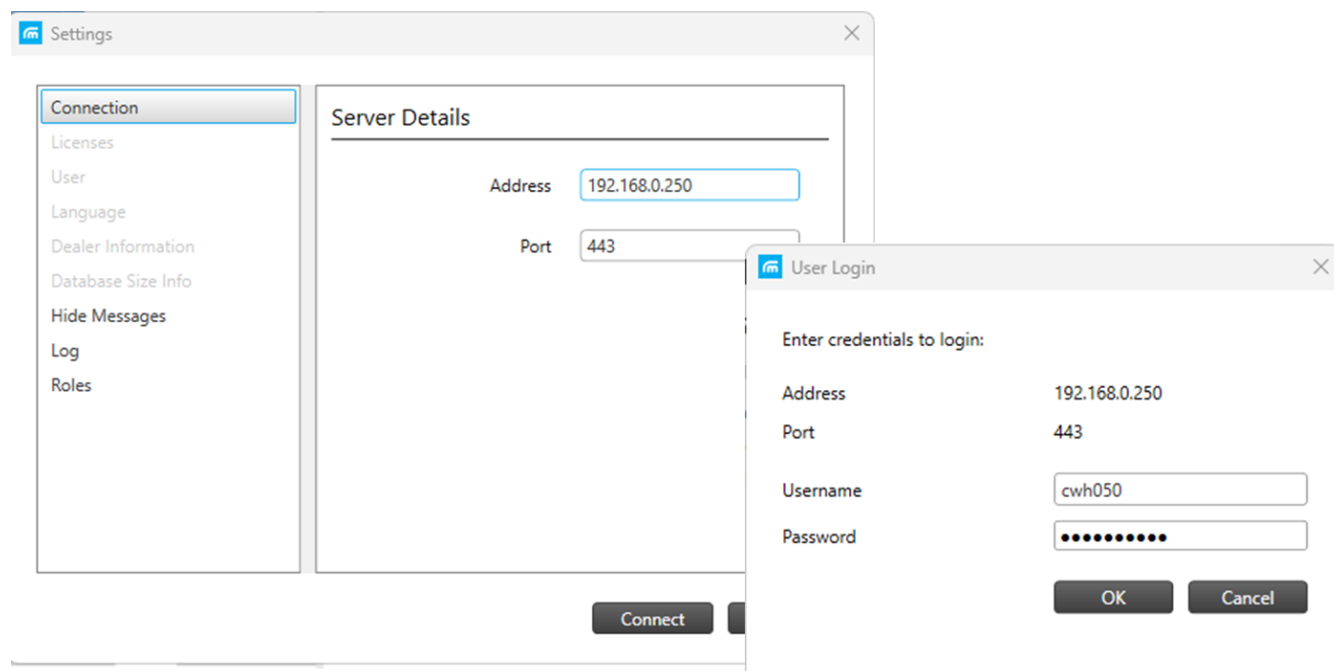 Settings
Connection
Licenses
User
Language
Dealer Information
Database Size Info
Hide Messages
Log
Roles
Server Details
Address 192.168.0.250
Port 443
Connect
User Login
Enter credentials to login:
Address 192.168.0.250
Port 443
Username cwh050
Password ●●●●●●●●●●
OK Cancel